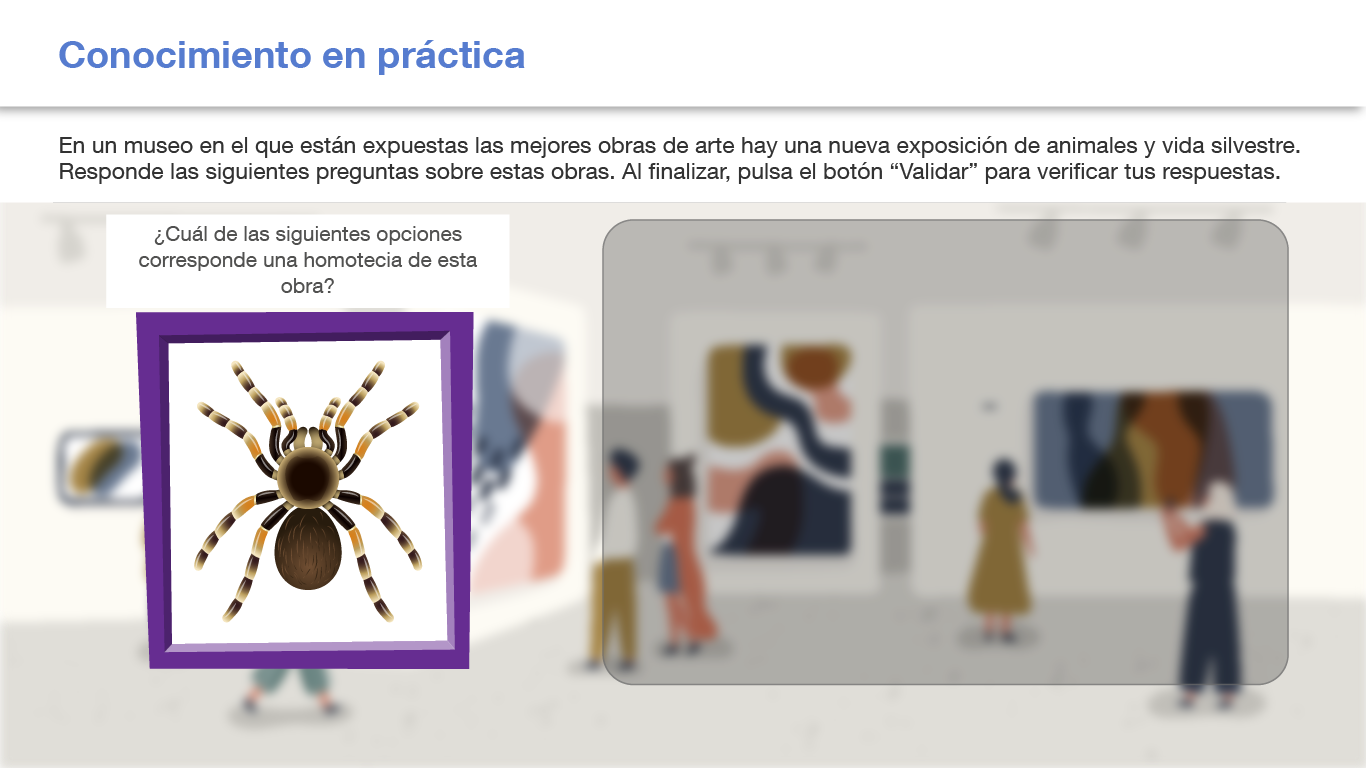 Conocimiento en práctica
En un museo en el que están expuestas las mejores obras de arte hay una nueva exposición de animales y vida silvestre.
Responde las siguientes preguntas sobre estas obras. Al finalizar, pulsa el botón “Validar” para verificar tus respuestas.
¿Cuál de las siguientes opciones
corresponde una homotecia de esta
obra?